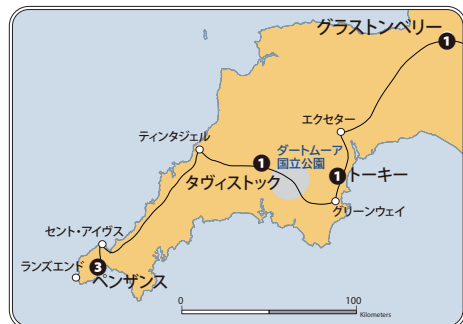 グラストンベリー
1
エクセター
ティンタジェル
ダートムーア
国立公園
1
1
トーキー
タヴィストック
グリーンウェイ
セント・アイヴス
ランズエンド
3
ペンザンス
0
100
Kilometers